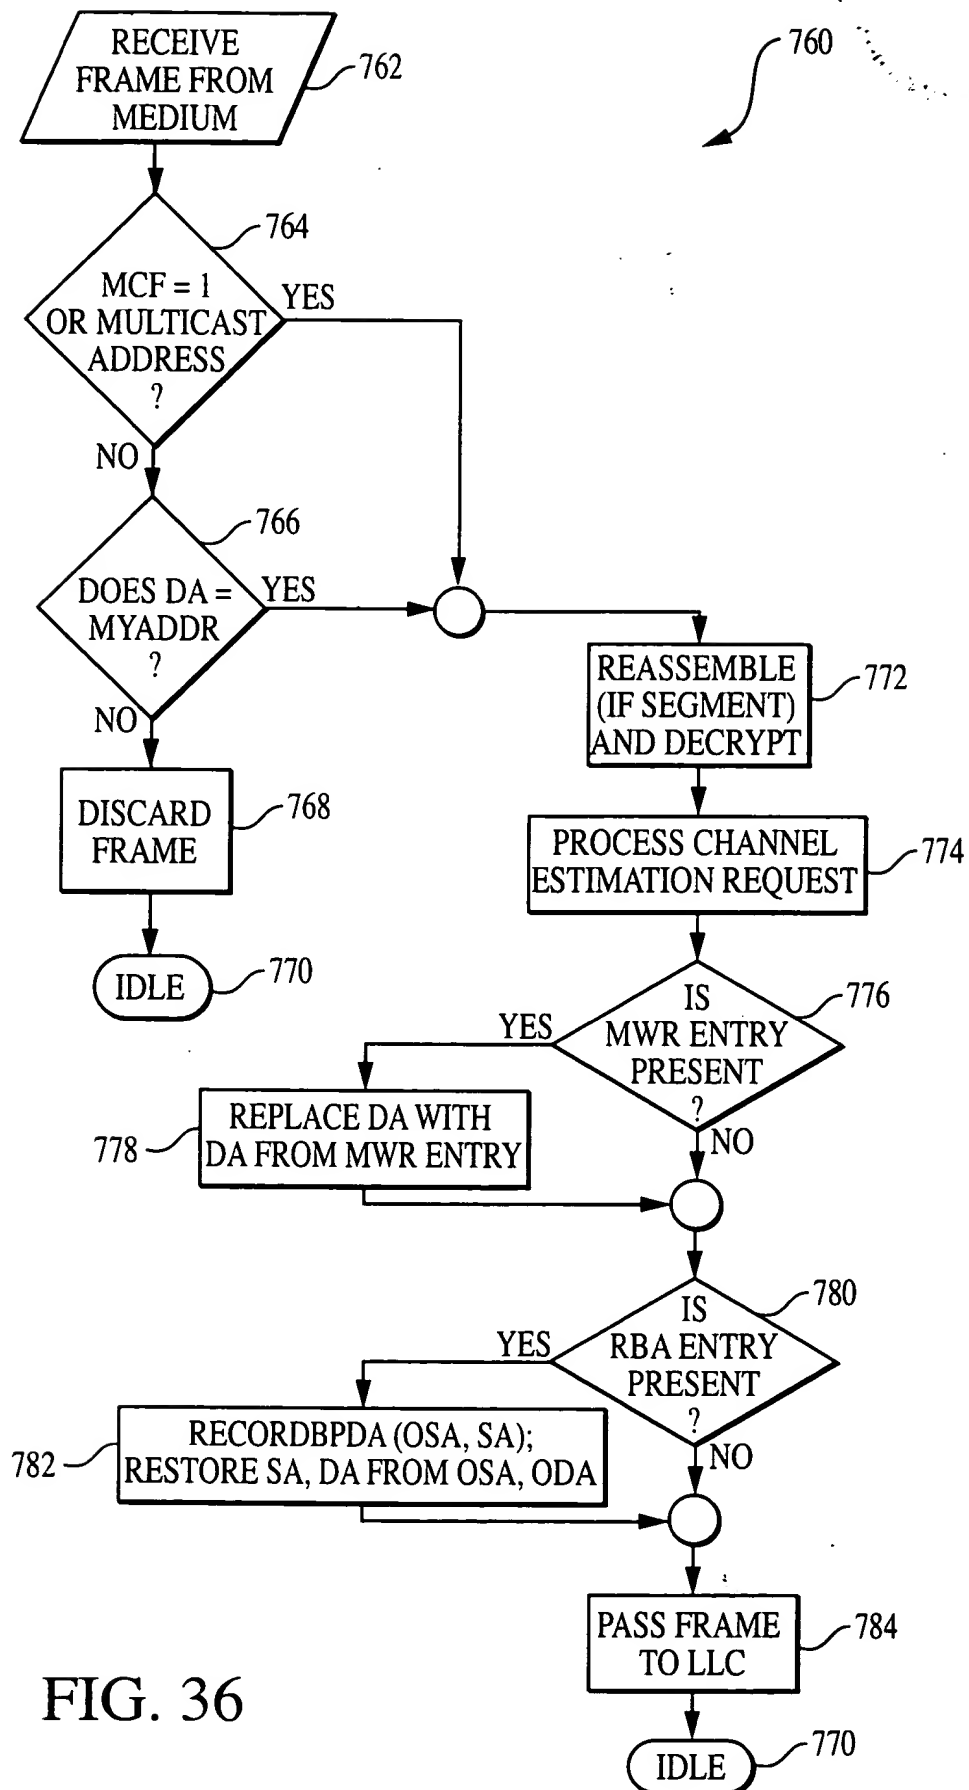 RECEIVE
FRAME FROM
MEDIUM
762
760
764
MCF = 1
OR MULTICAST
ADDRESS
?
YES
NO
766
DOES DA =
MYADDR
?
YES
NO
DISCARD
FRAME
768
IDLE
770
REASSEMBLE
(IF SEGMENT)
AND DECRYPT
772
PROCESS CHANNEL
ESTIMATION REQUEST
774
IS
MWR ENTRY
PRESENT
?
776
YES
NO
REPLACE DA WITH
DA FROM MWR ENTRY
778
IS
RBA ENTRY
PRESENT
?
780
YES
NO
RECORDBPDA (OSA, SA);
RESTORE SA, DA FROM OSA, ODA
782
PASS FRAME
TO LLC
784
IDLE
770
FIG. 36